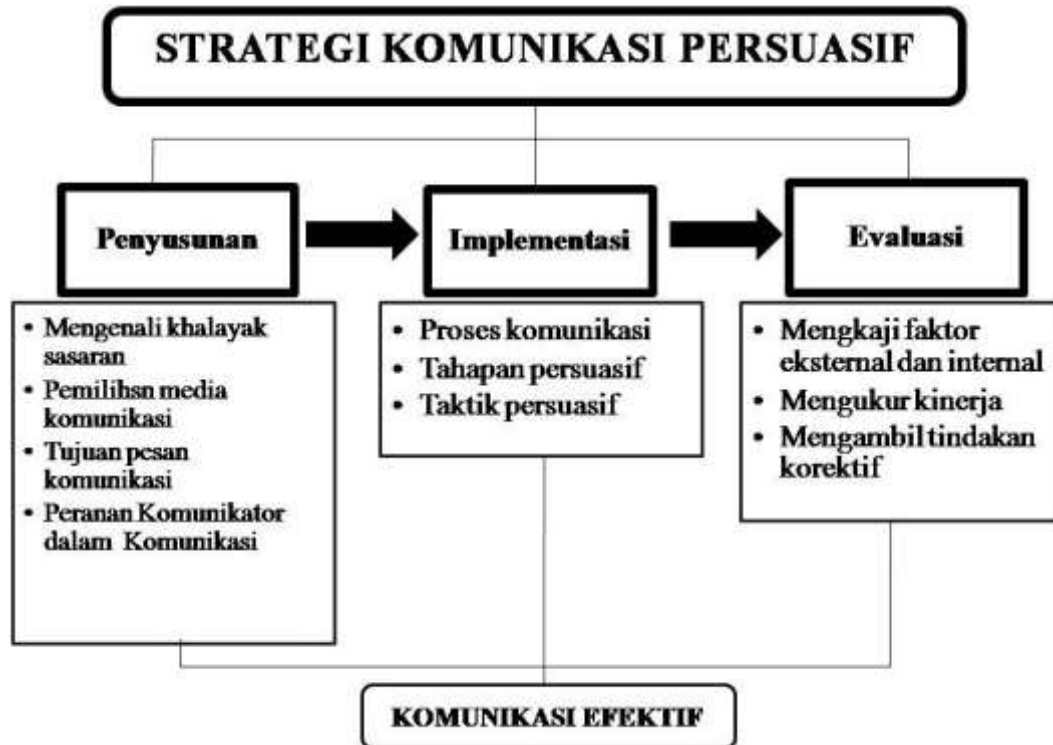 STRATEGI KOMUNIKASI PERSUASIF
Penyusunan
Implementasi
Evaluasi
• Mengenali khalayak
sasaran
• Pemilihsn media
komunikasi
• Tujuan pesan
komunikasi
• Peranan Komunikator
dalam Komunikasi
• Proses komunikasi
• Tahapan persuasif
• Taktik persuasif
• Mengkaji faktor
eksternal dan internal
• Mengukur kinerja
• Mengambil tindakan
korektif
KOMUNIKASI EFEKTIF